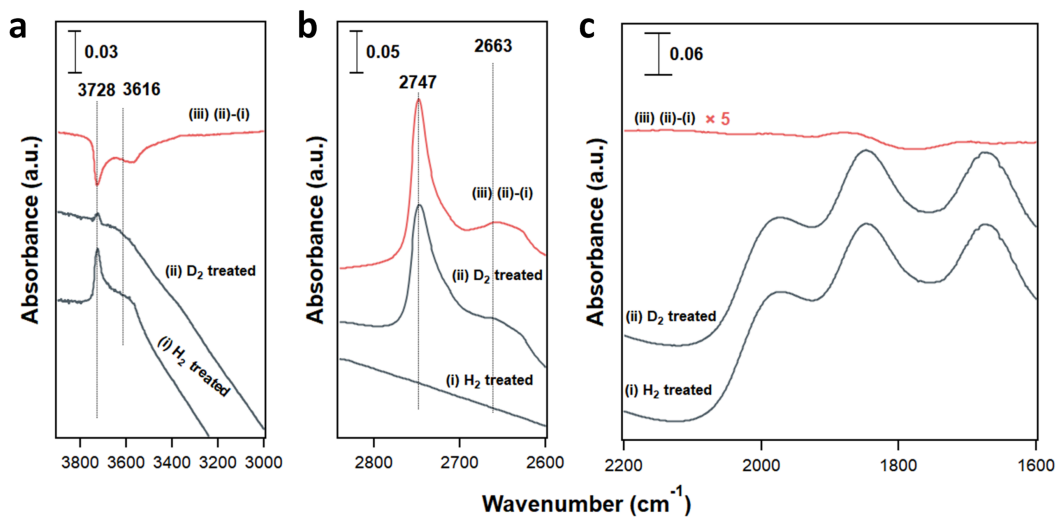 a
0.03
3728 3616
(iii) (ii)-(i)
(ii) D2 treated
(i) H2 treated
Absorbance (a.u.)
3800 3600 3400 3200 3000
b
0.05
2663
2747
(iii) (ii)-(i)
(ii) D2 treated
(i) H2 treated
Absorbance (a.u.)
2800 2700 2600
c
0.06
(iii) (ii)-(i) × 5
(ii) D2 treated
(i) H2 treated
Absorbance (a.u.)
2200 2000 1800 1600
Wavenumber (cm-1)